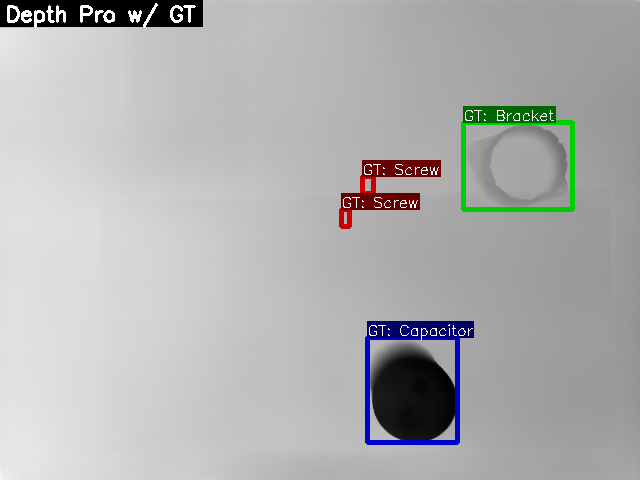 Depth Pro w/ GT
GT: Bracket
GT: Screw
GT: Screw
GT: Capacitor